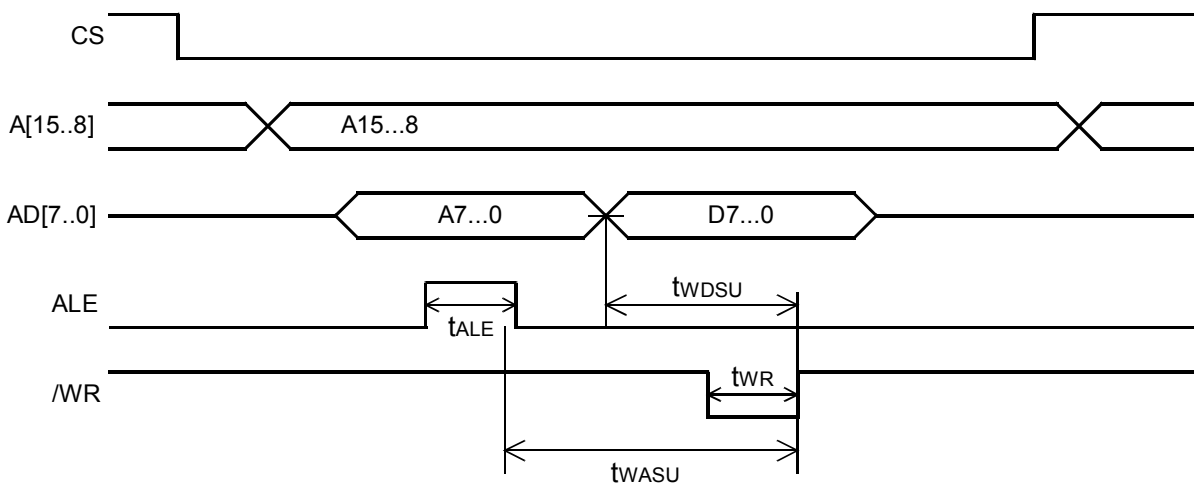 CS
A[15..8]
A15...8
AD[7..0]
A7...0
D7...0
ALE
tALE
tWDSU
/WR
tWR
tWASU